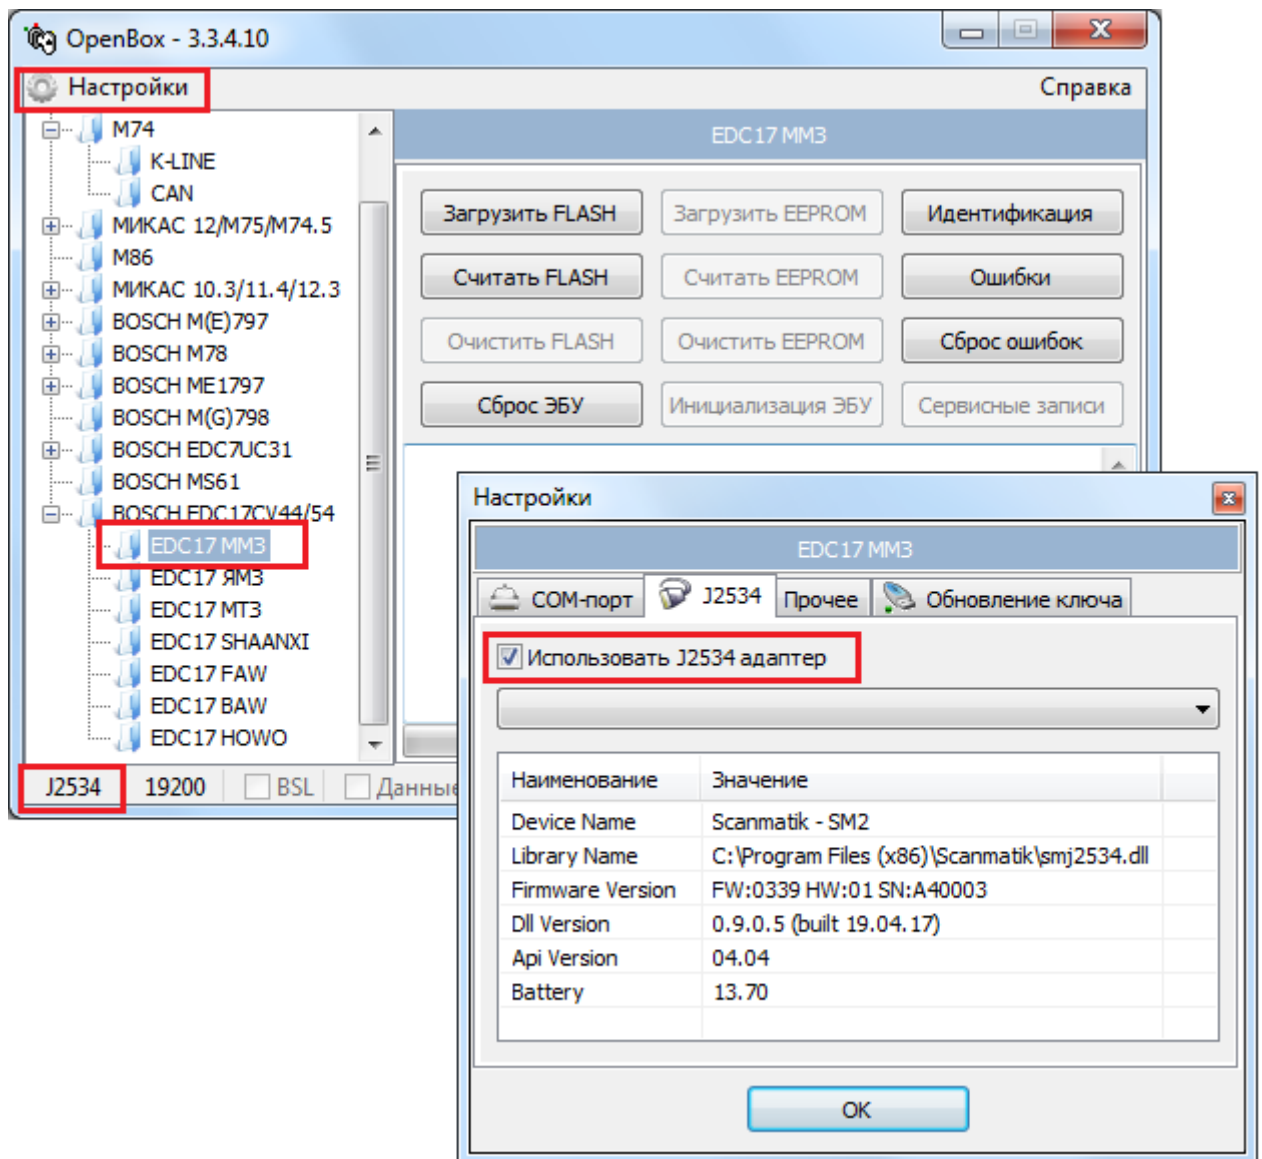 OpenBox - 3.3.4.10
Настройки
Справка
M74
K-LINE
CAN
МИКАС 12/M75/M74.5
M86
МИКАС 10.3/11.4/12.3
BOSCH M(E)797
BOSCH M78
BOSCH ME1797
BOSCH M(G)798
BOSCH EDC7UC31
BOSCH MS61
BOSCH EDC17CV44/54
EDC17 ММЗ
EDC17 ЯМЗ
EDC17 МТЗ
EDC17 SHAANXI
EDC17 FAW
EDC17 BAW
EDC17 HOWO
EDC17 ММЗ
Загрузить FLASH Загрузить EEPROM Идентификация
Считать FLASH Считать EEPROM Ошибки
Очистить FLASH Очистить EEPROM Сброс ошибок
Сброс ЭБУ Инициализация ЭБУ Сервисные записи
J2534 19200 BSL Данные
Настройки
EDC17 ММЗ
COM-порт J2534 Прочее Обновление ключа
Использовать J2534 адаптер
Наименование Значение
Device Name Scanmatik - SM2
Library Name C:\Program Files (x86)\Scanmatik\smj2534.dll
Firmware Version FW:0339 HW:01 SN:A40003
Dll Version 0.9.0.5 (built 19.04.17)
Api Version 04.04
Battery 13.70
OK